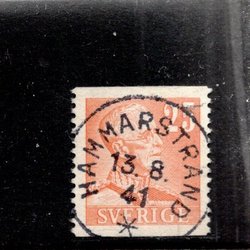 25
HAMMARSTRAND
13.8.
41
*
SVERIGE